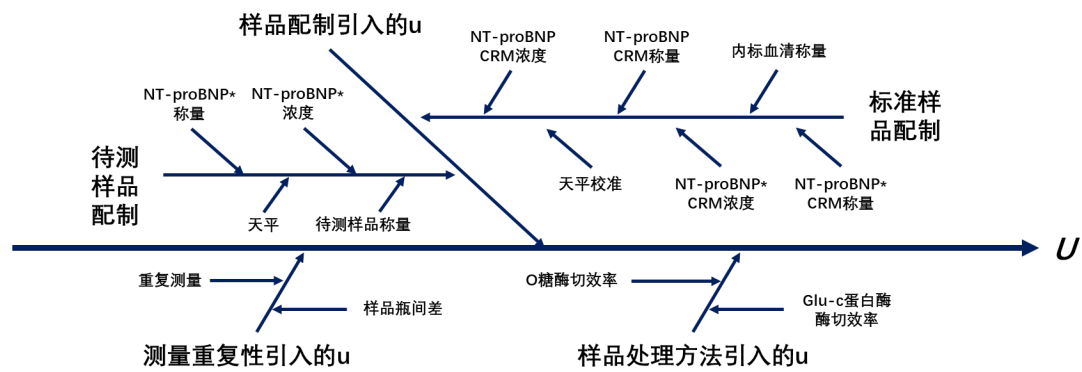 样品配制引入的u
NT-proBNP
CRM浓度
NT-proBNP
CRM称量
内标血清称量
标准样
品配制
NT-proBNP*
称量
NT-proBNP*
浓度
待测
样品
配制
天平
待测样品称量
天平校准
NT-proBNP*
CRM浓度
NT-proBNP*
CRM称量
U
重复测量
样品瓶间差
O糖酶切效率
Glu-c蛋白酶
酶切效率
测量重复性引入的u
样品处理方法引入的u